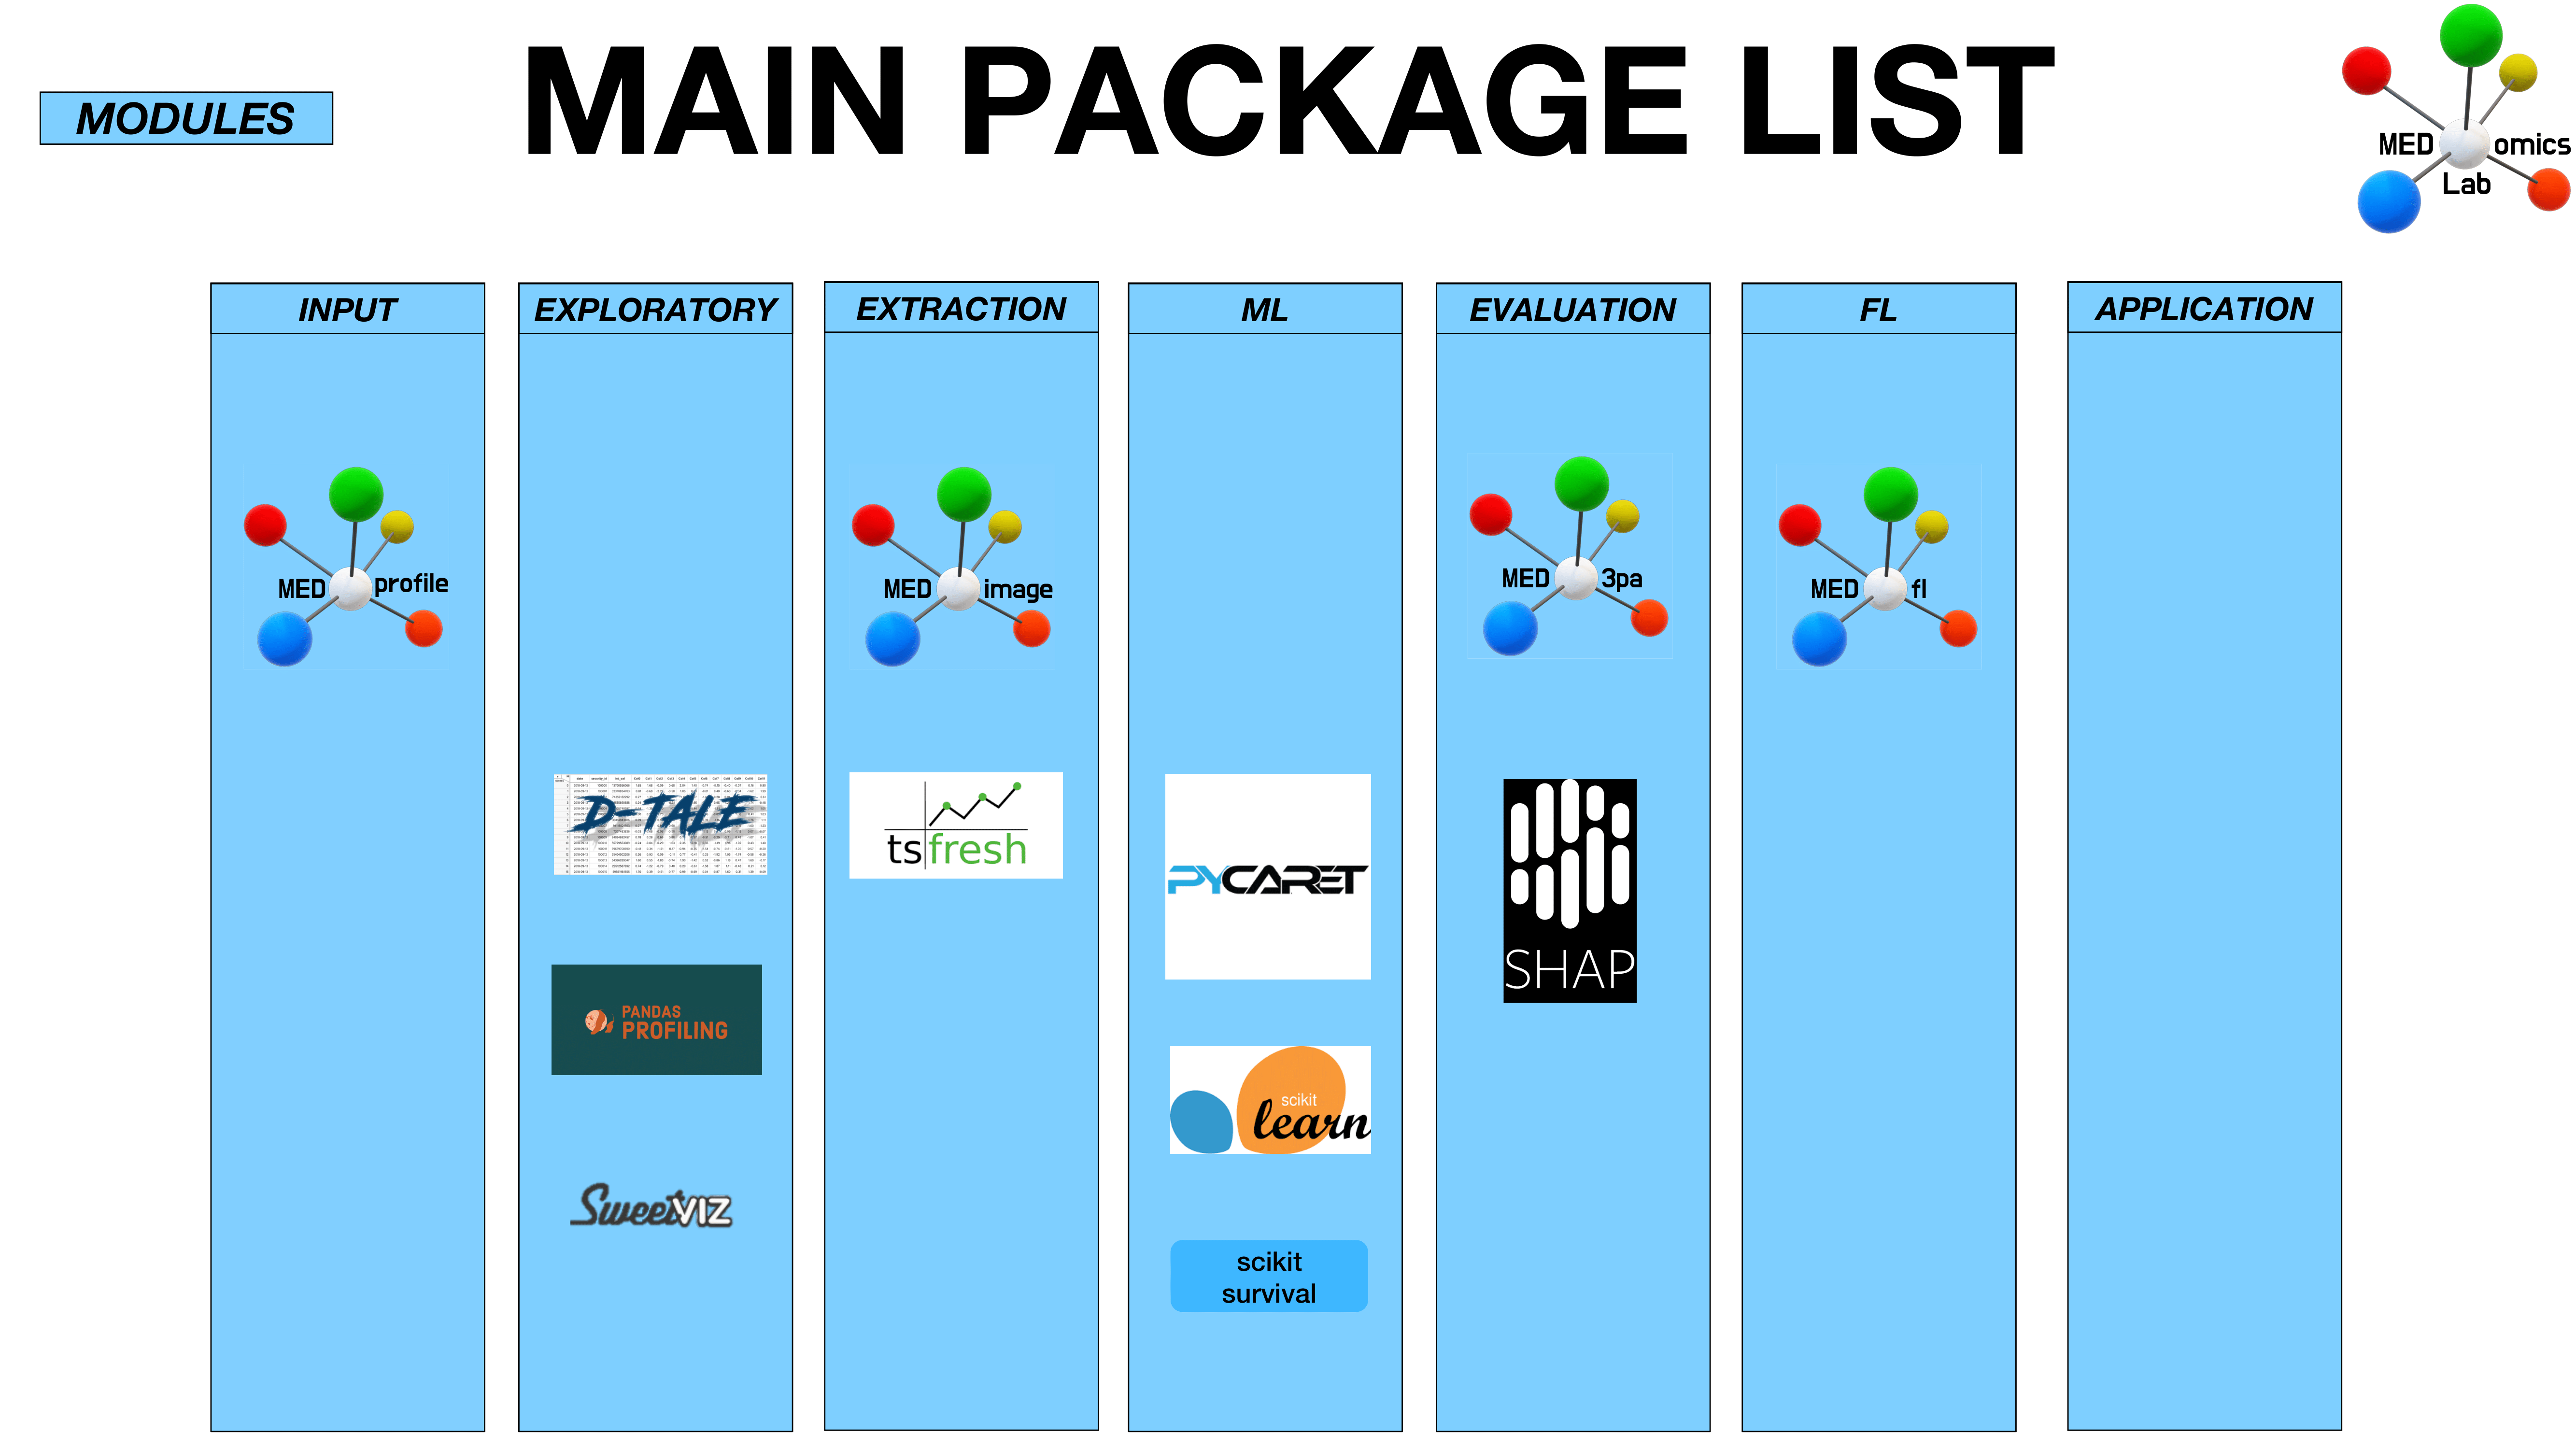 MAIN PACKAGE LIST
MODULES
MED omics
Lab
INPUT
MED profile
EXPLORATORY
D-TALE
PANDAS
PROFILING
SweetVIZ
EXTRACTION
MED image
ts fresh
ML
PYCARET
scikit
learn
scikit
survival
EVALUATION
MED 3pa
SHAP
FL
MED fl
APPLICATION